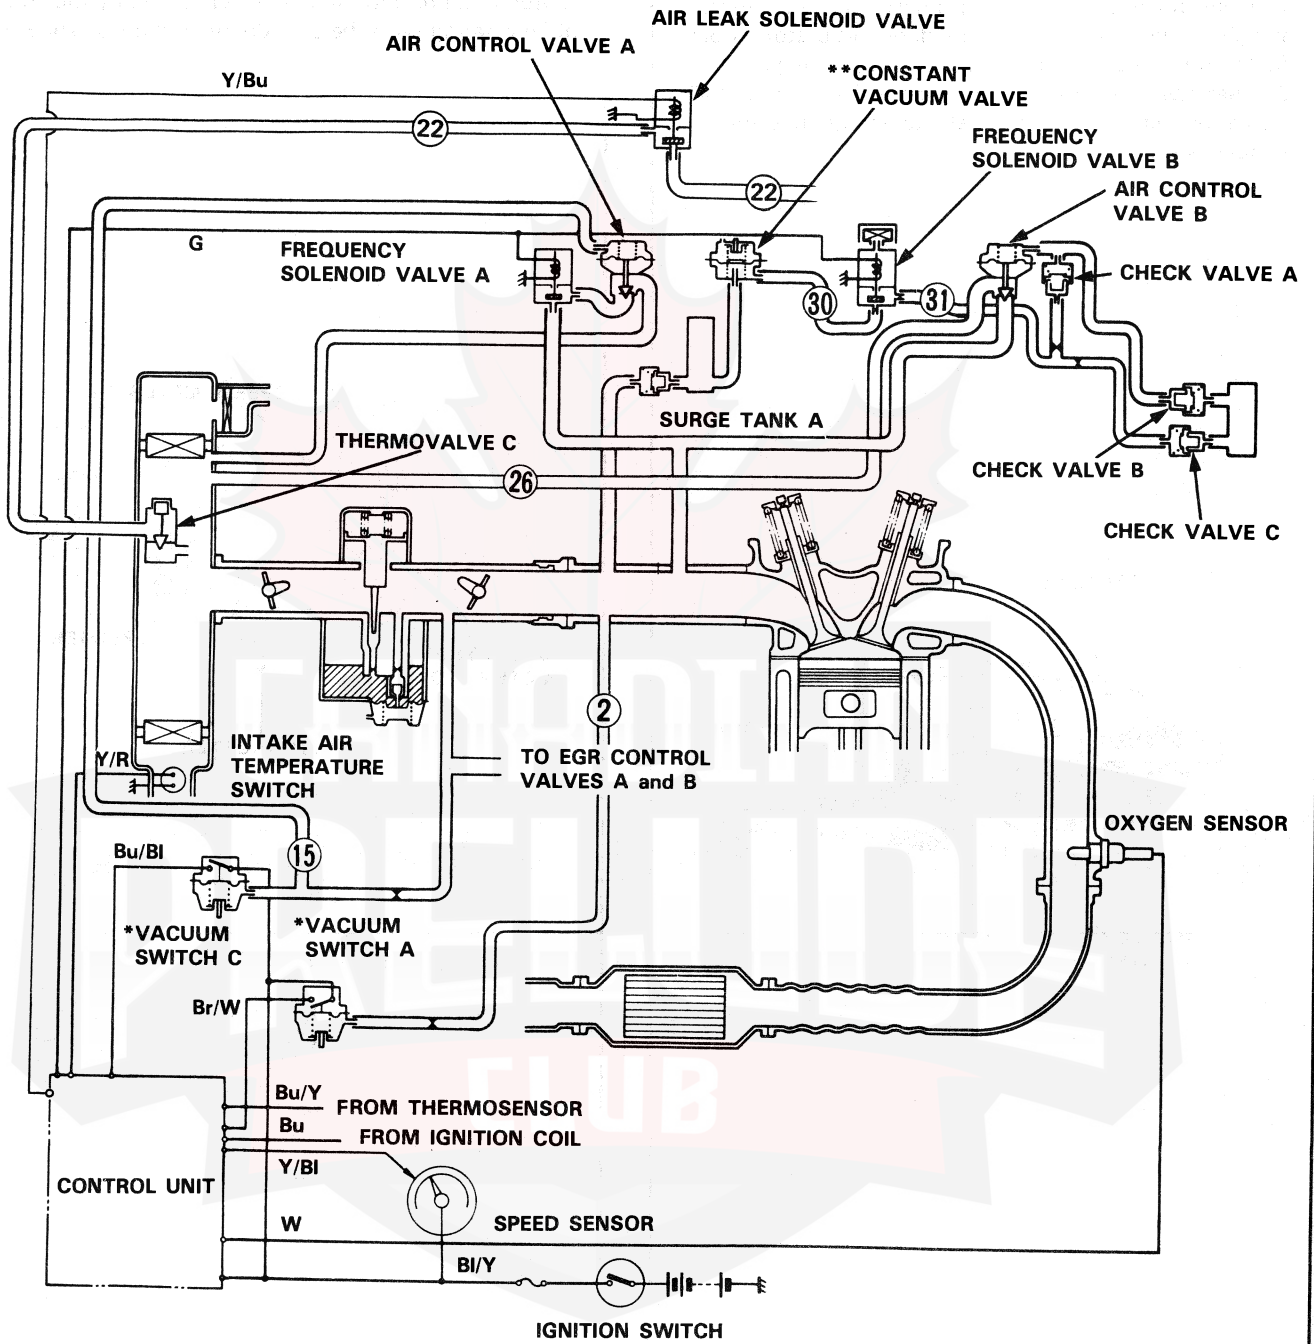 AIR LEAK SOLENOID VALVE
AIR CONTROL VALVE A
Y/Bu
**CONSTANT
VACUUM VALVE
22
FREQUENCY
SOLENOID VALVE B
22
AIR CONTROL
VALVE B
G
FREQUENCY
SOLENOID VALVE A
CHECK VALVE A
30
31
SURGE TANK A
THERMOVALVE C
CHECK VALVE B
26
CHECK VALVE C
2
INTAKE AIR
TEMPERATURE
SWITCH
Y/R
TO EGR CONTROL
VALVES A and B
OXYGEN SENSOR
Bu/Bl
15
*VACUUM
SWITCH C
*VACUUM
SWITCH A
Br/W
Bu/Y
FROM THERMOSENSOR
Bu
FROM IGNITION COIL
Y/Bl
CONTROL UNIT
W
SPEED SENSOR
Bl/Y
IGNITION SWITCH
CANADIAN
PRELUDE
CLUB